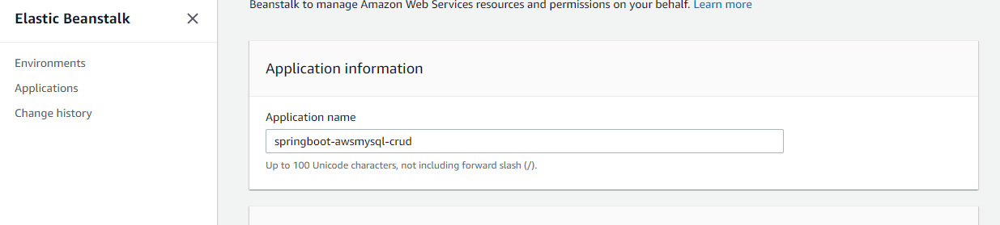 Elastic Beanstalk
Environments
Applications
Change history
Beanstalk to manage Amazon Web Services resources and permissions on your behalf. Learn more
Application information
Application name
springboot-awsmysql-crud
Up to 100 Unicode characters, not including forward slash (/).